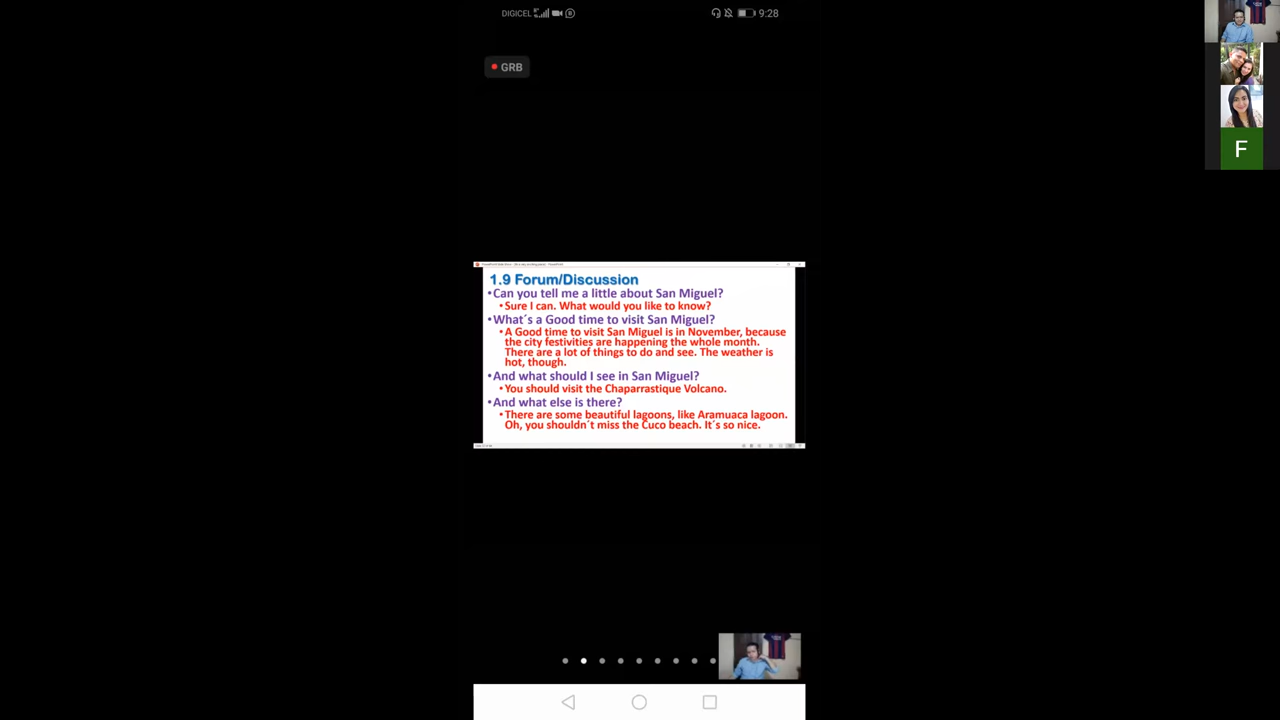 DIGICEL 9:28
GRB
F
1.9 Forum/Discussion
•Can you tell me a little about San Miguel?
•Sure I can. What would you like to know?
•What´s a Good time to visit San Miguel?
•A Good time to visit San Miguel is in November, because
the city festivities are happening the whole month.
There are a lot of things to do and see. The weather is
hot, though.
•And what should I see in San Miguel?
•You should visit the Chaparrastique Volcano.
•And what else is there?
•There are some beautiful lagoons, like Aramuaca lagoon.
Oh, you shouldn´t miss the Cuco beach. It´s so nice.